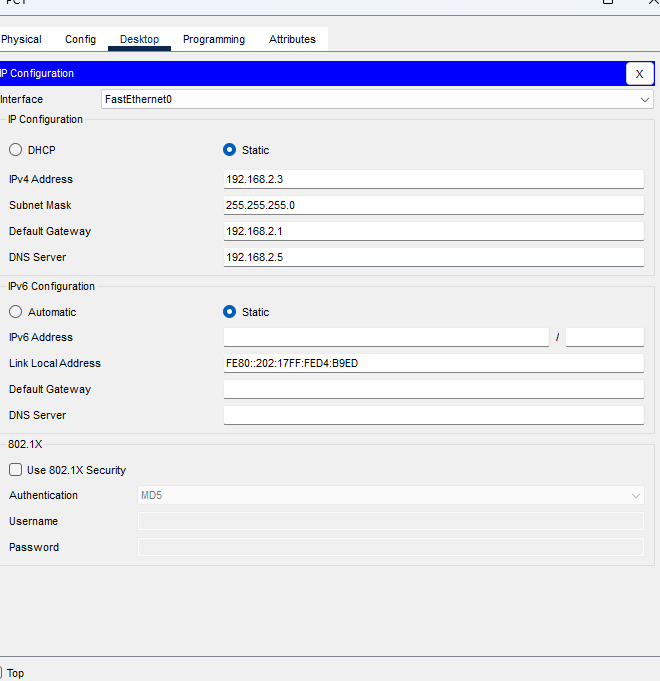 Physical Config Desktop Programming Attributes
IP Configuration
X
Interface FastEthernet0
IP Configuration
DHCP Static
IPv4 Address 192.168.2.3
Subnet Mask 255.255.255.0
Default Gateway 192.168.2.1
DNS Server 192.168.2.5
IPv6 Configuration
Automatic Static
IPv6 Address /
Link Local Address FE80::202:17FF:FED4:B9ED
Default Gateway
DNS Server
802.1X
Use 802.1X Security
Authentication MD5
Username
Password
Top